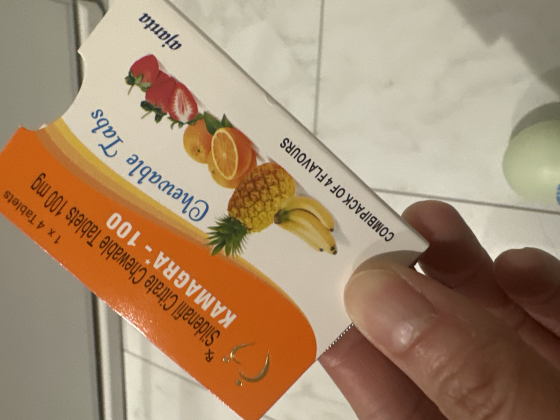 ℞
Sildenafil Citrate Chewable Tablets 100 mg
KAMAGRA® - 100
1 x 4 Tablets
Chewable Tabs
COMBIPACK OF 4 FLAVOURS
ajanta